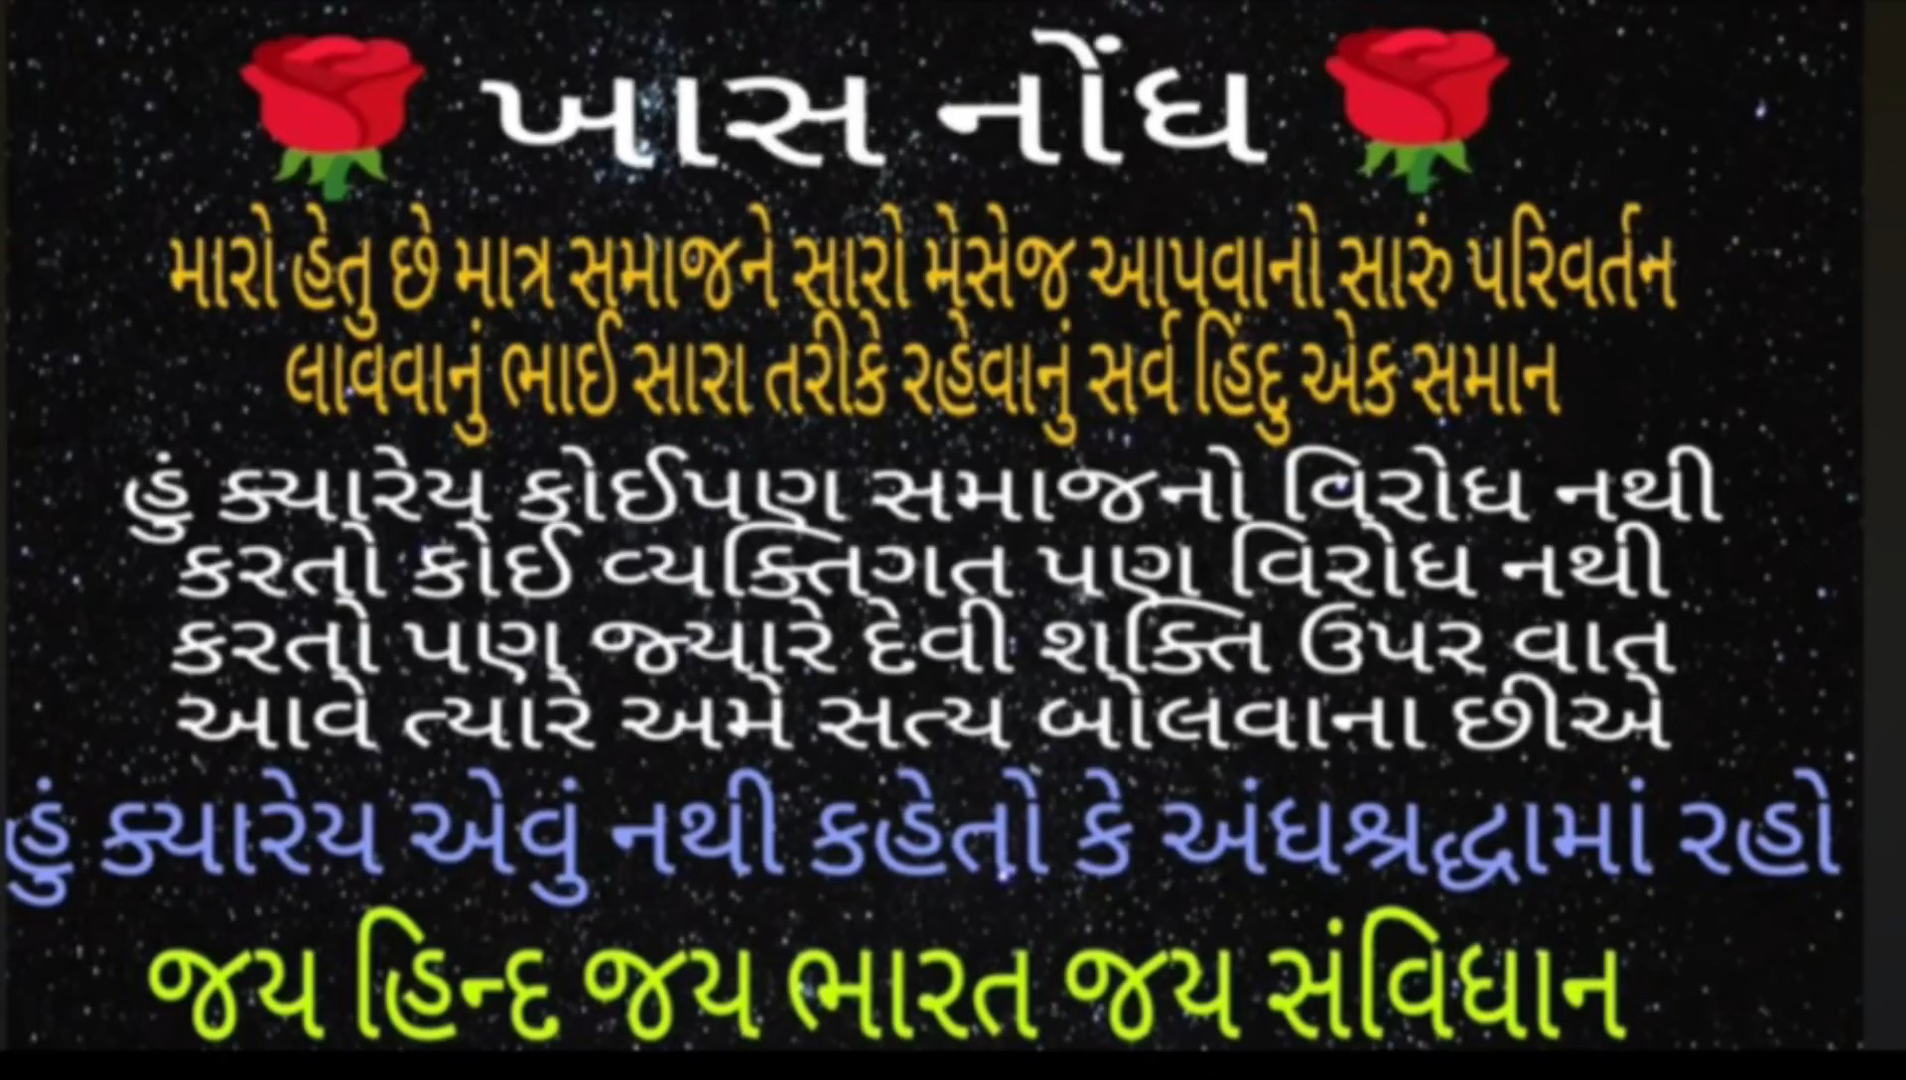 🌹 ખાસ નોંધ 🌹
મારો હેતુ છે માત્ર સમાજને સારો મેસેજ આપવાનો સારું પરિવર્તન
લાવવાનું ભાઈ સારા તરીકે રહેવાનું સર્વ હિંદુ એક સમાન
હું ક્યારેય કોઈપણ સમાજનો વિરોધ નથી
કરતો કોઈ વ્યક્તિગત પણ વિરોધ નથી
કરતો પણ જ્યારે દેવી શક્તિ ઉપર વાત
આવે ત્યારે અમે સત્ય બોલવાના છીએ
હું ક્યારેય એવું નથી કહેતો કે અંધશ્રદ્ધામાં રહો
જય હિન્દ જય ભારત જય સંવિધાન